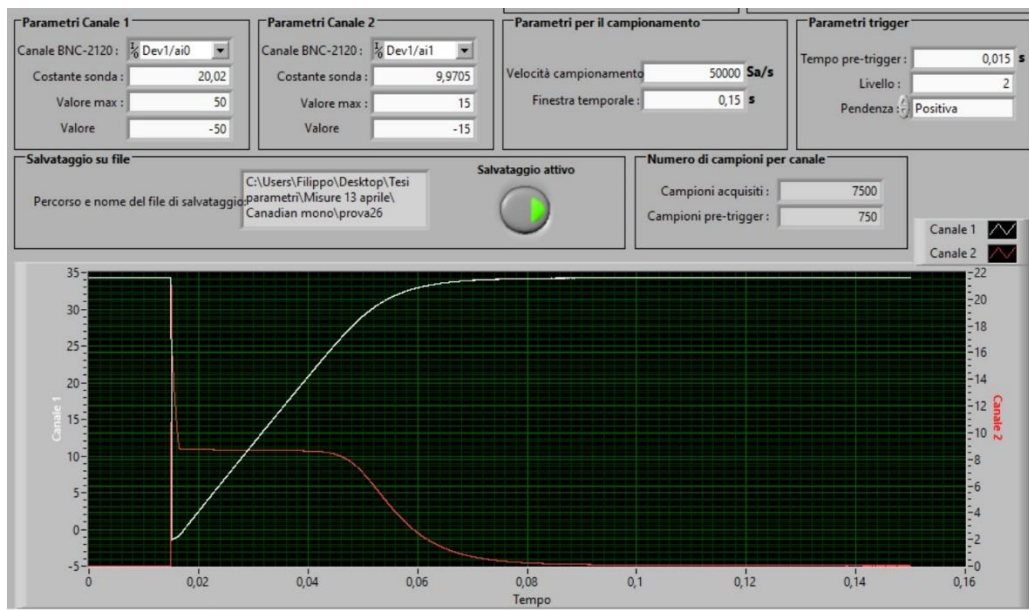 Parametri Canale 1
Canale BNC-2120 : Dev1/ai0
Costante sonda : 20,02
Valore max : 50
Valore -50
Parametri Canale 2
Canale BNC-2120 : Dev1/ai1
Costante sonda : 9,9705
Valore max : 15
Valore -15
Parametri per il campionamento
Velocità campionamento 50000 Sa/s
Finestra temporale : 0,15 s
Parametri trigger
Tempo pre-trigger : 0,015 s
Livello : 2
Pendenza : Positiva
Salvataggio su file
Percorso e nome del file di salvataggio:
C:\Users\Filippo\Desktop\Tesi
parametri\Misure 13 aprile\
Canadian mono\prova26
Salvataggio attivo
Numero di campioni per canale
Campioni acquisiti : 7500
Campioni pre-trigger : 750
Canale 1
Canale 2
35
30
25
20
15
10
5
0
-5
Canale 1
22
20
18
16
14
12
10
8
6
4
2
0
Canale 2
0 0,02 0,04 0,06 0,08 0,1 0,12 0,14 0,16
Tempo